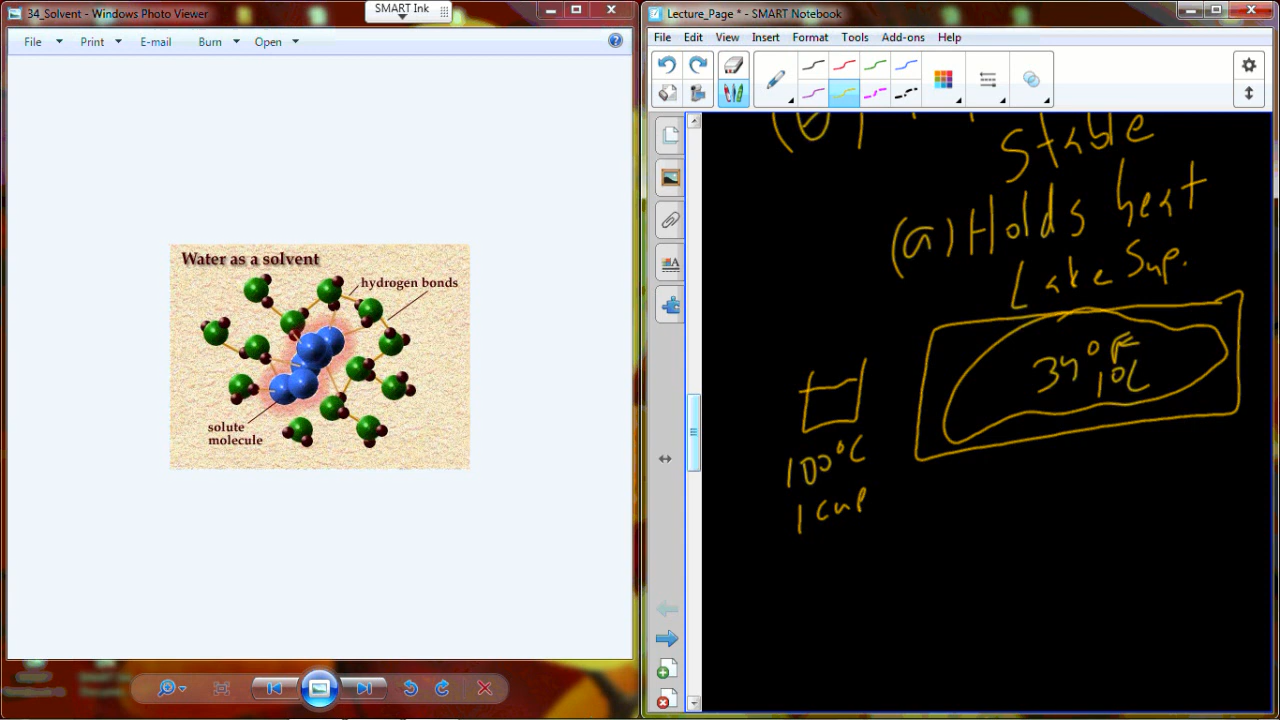 34_Solvent - Windows Photo Viewer
SMART Ink
File Print E-mail Burn Open
Water as a solvent
hydrogen bonds
solute
molecule
Lecture_Page * - SMART Notebook
File Edit View Insert Format Tools Add-ons Help
Stable
(a) Holds heat
Lake Sup.
34°F
1°C
100°C
1 cup